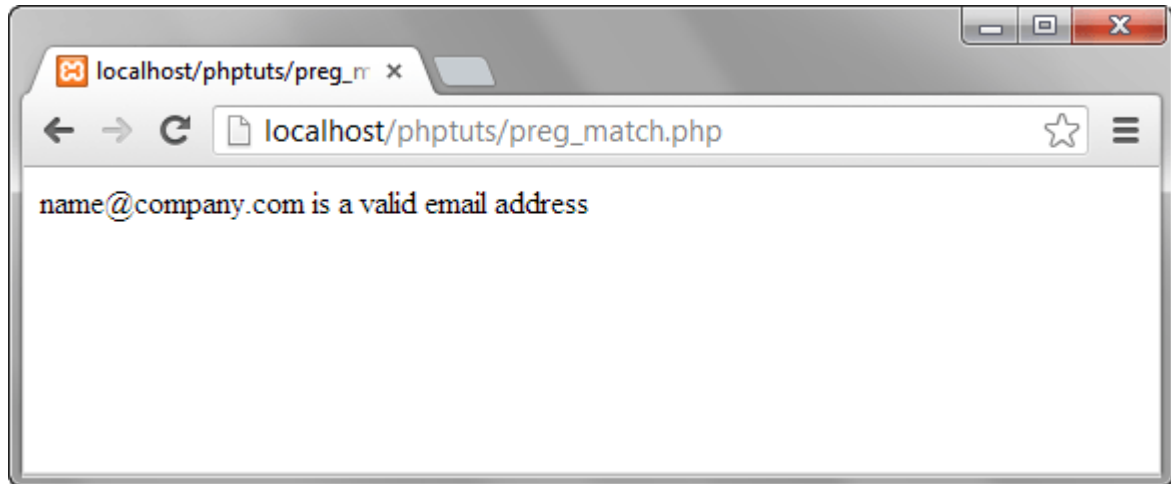 localhost/phptuts/preg_m
localhost/phptuts/preg_match.php
name@company.com is a valid email address